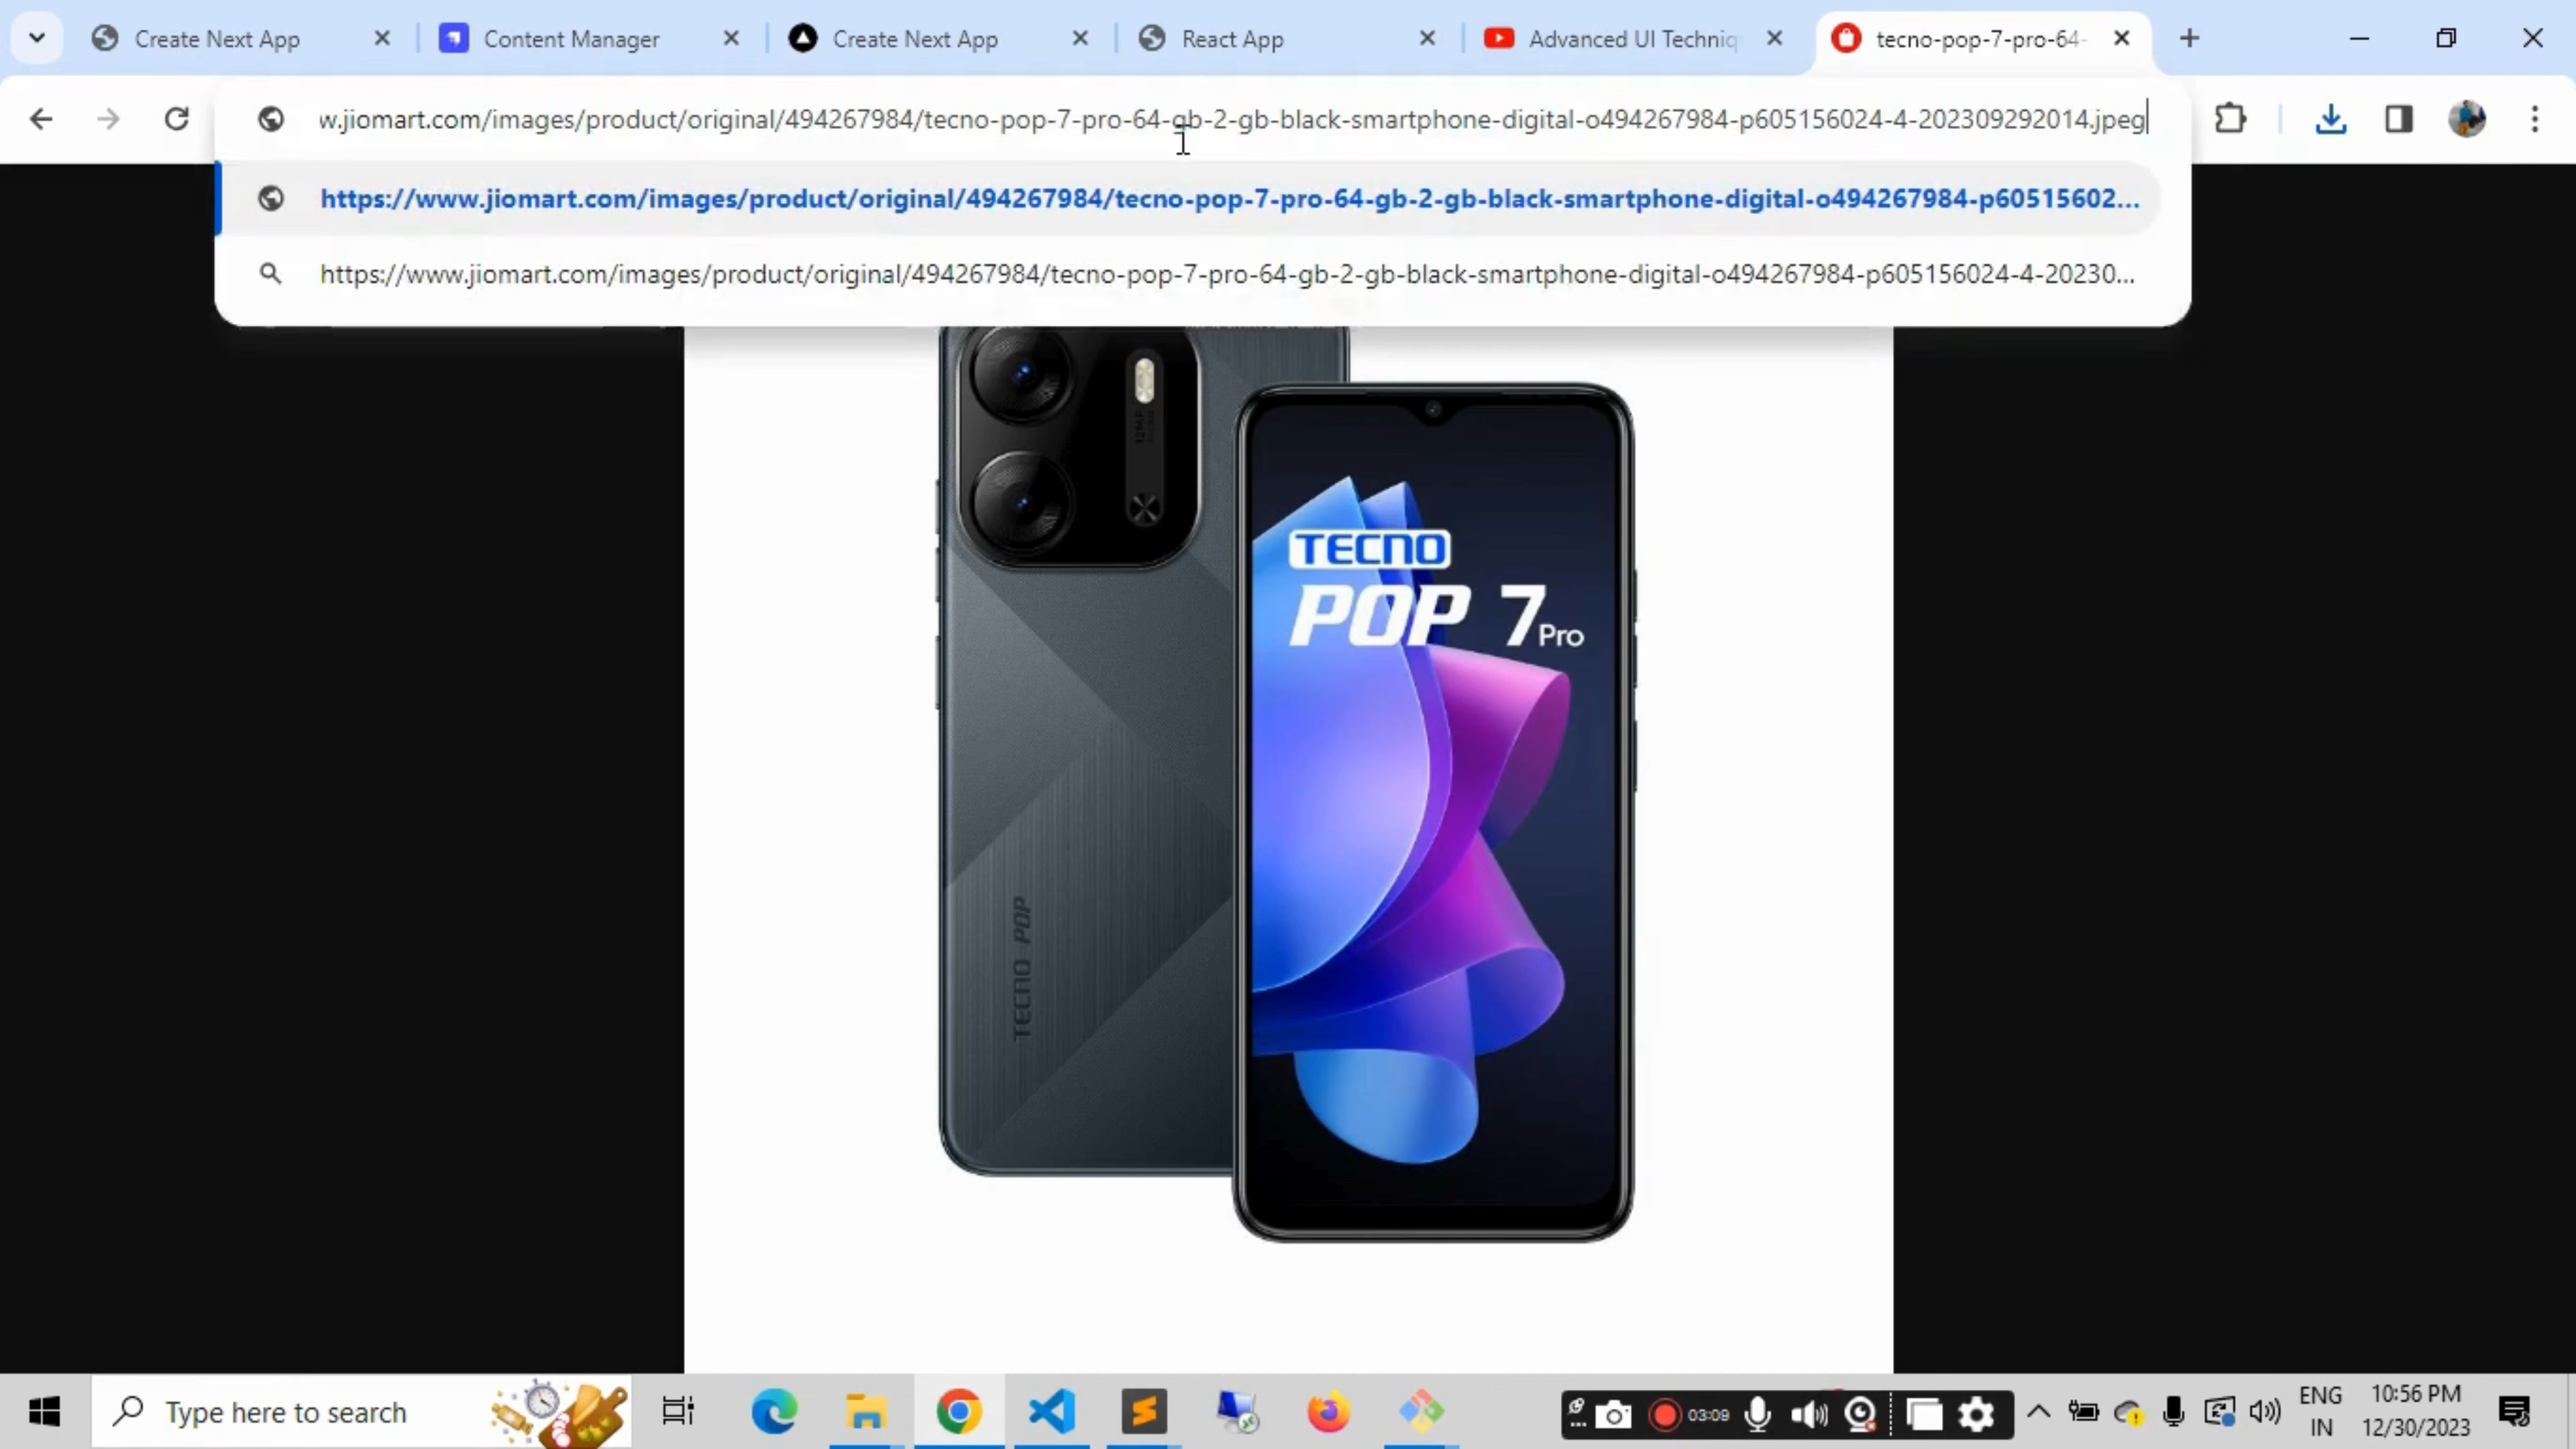 Create Next App
Content Manager
Create Next App
React App
Advanced UI Techniq
tecno-pop-7-pro-64-
w.jiomart.com/images/product/original/494267984/tecno-pop-7-pro-64-gb-2-gb-black-smartphone-digital-o494267984-p605156024-4-202309292014.jpeg
https://www.jiomart.com/images/product/original/494267984/tecno-pop-7-pro-64-gb-2-gb-black-smartphone-digital-o494267984-p60515602...
https://www.jiomart.com/images/product/original/494267984/tecno-pop-7-pro-64-gb-2-gb-black-smartphone-digital-o494267984-p605156024-4-20230...
12MP
TECNO
POP 7 Pro
TECNO POP
Type here to search
03:09
ENG
IN
10:56 PM
12/30/2023